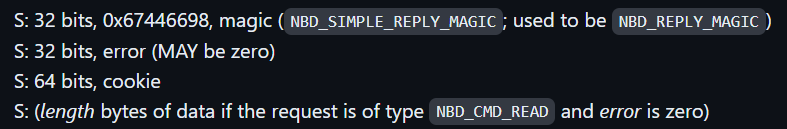 S: 32 bits, 0x67446698, magic (NBD_SIMPLE_REPLY_MAGIC; used to be NBD_REPLY_MAGIC)
S: 32 bits, error (MAY be zero)
S: 64 bits, cookie
S: (length bytes of data if the request is of type NBD_CMD_READ and error is zero)